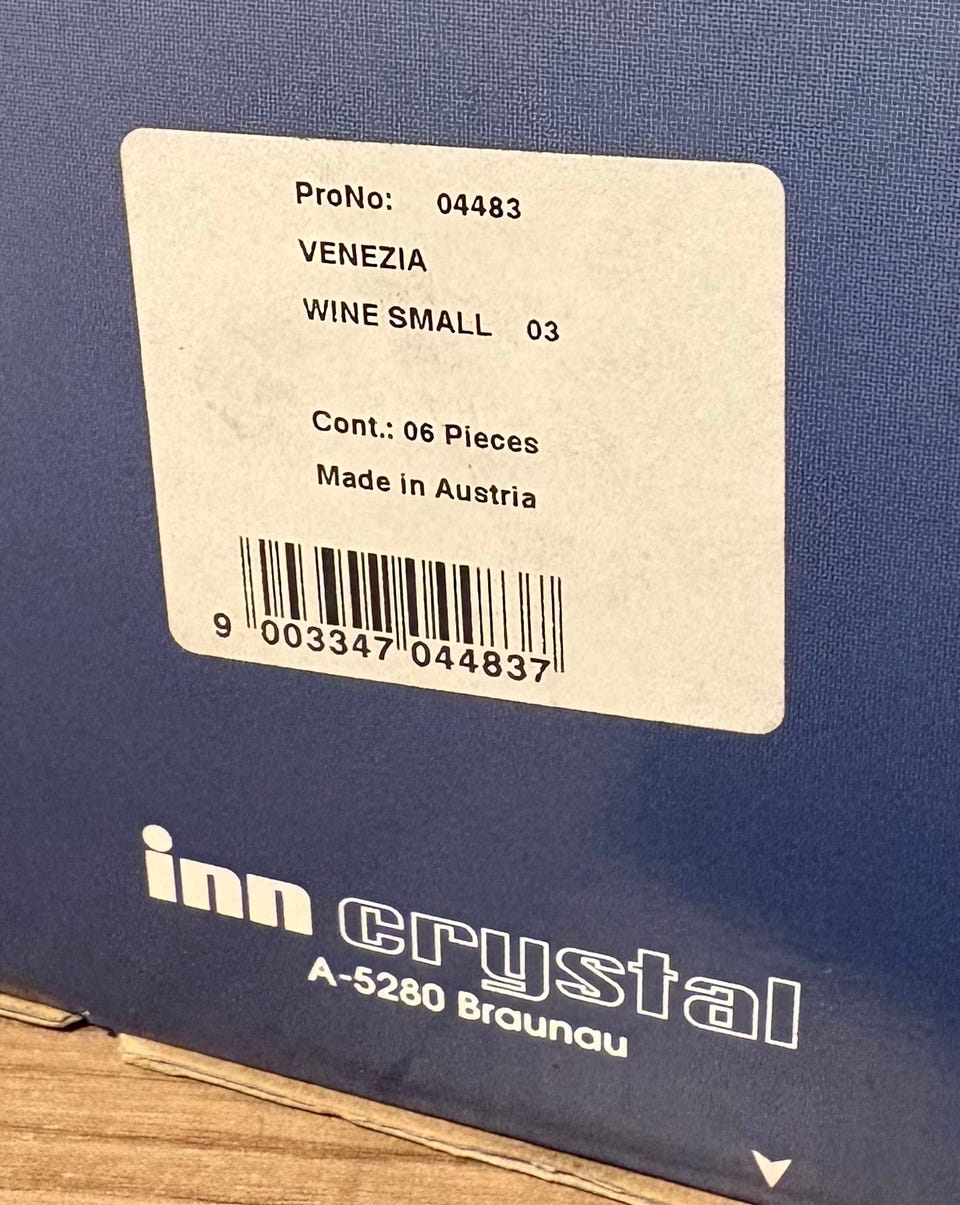 ProNo: 04483
VENEZIA
WINE SMALL 03
Cont.: 06 Pieces
Made in Austria
9 003347 044837
inn crystal
A-5280 Braunau